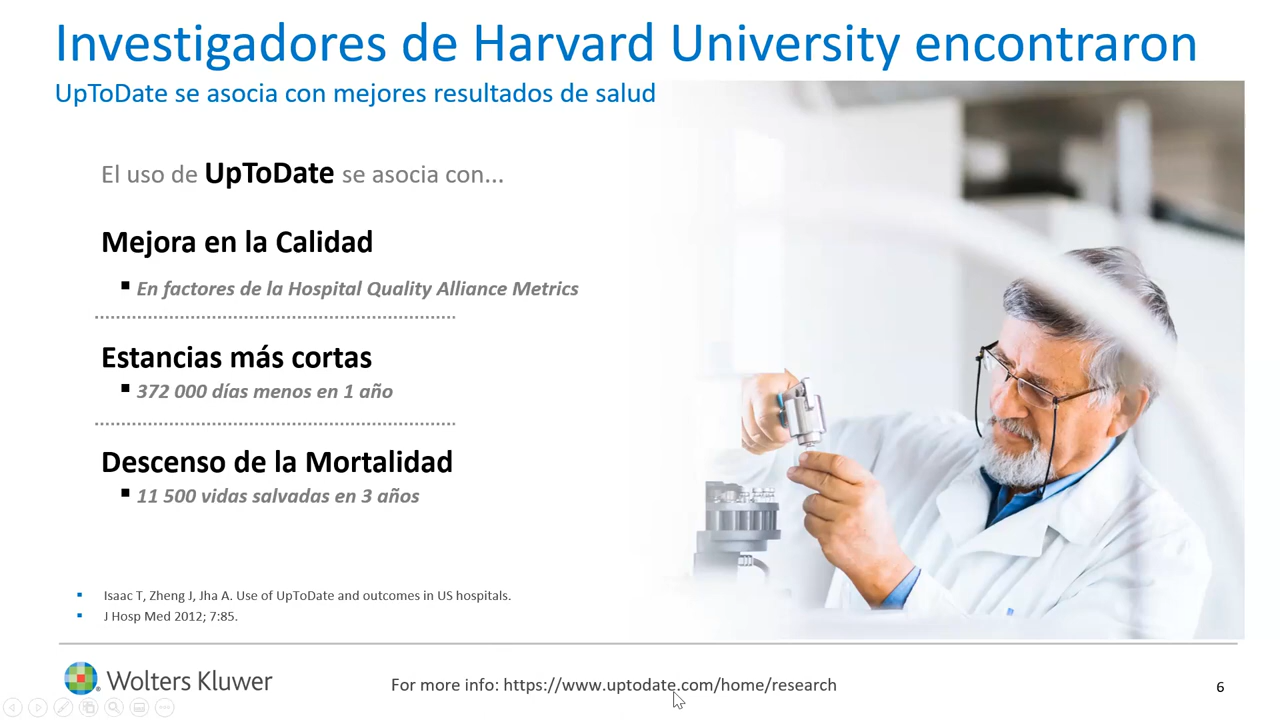 Investigadores de Harvard University encontraron
UpToDate se asocia con mejores resultados de salud
El uso de UpToDate se asocia con...
Mejora en la Calidad
En factores de la Hospital Quality Alliance Metrics
Estancias más cortas
372 000 días menos en 1 año
Descenso de la Mortalidad
11 500 vidas salvadas en 3 años
Isaac T, Zheng J, Jha A. Use of UpToDate and outcomes in US hospitals.
J Hosp Med 2012; 7:85.
Wolters Kluwer
For more info: https://www.uptodate.com/home/research
6